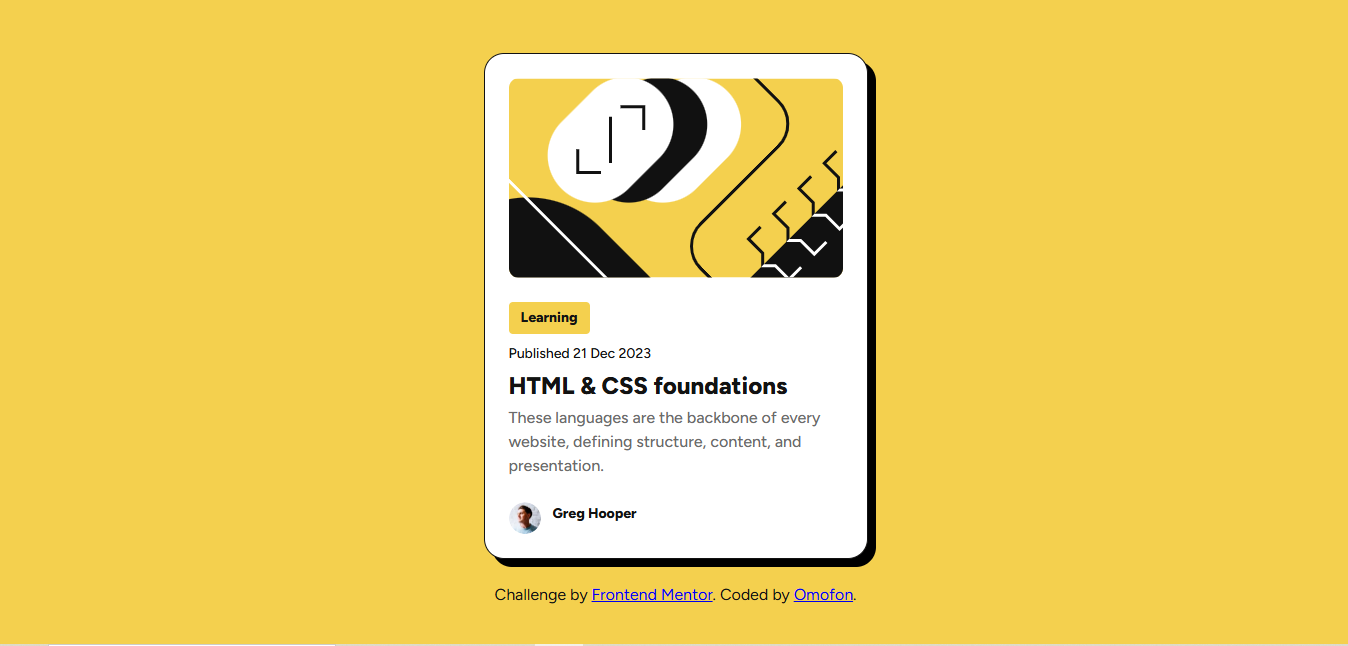 Learning
Published 21 Dec 2023
HTML & CSS foundations
These languages are the backbone of every
website, defining structure, content, and
presentation.
Greg Hooper
Challenge by Frontend Mentor. Coded by Omofon.